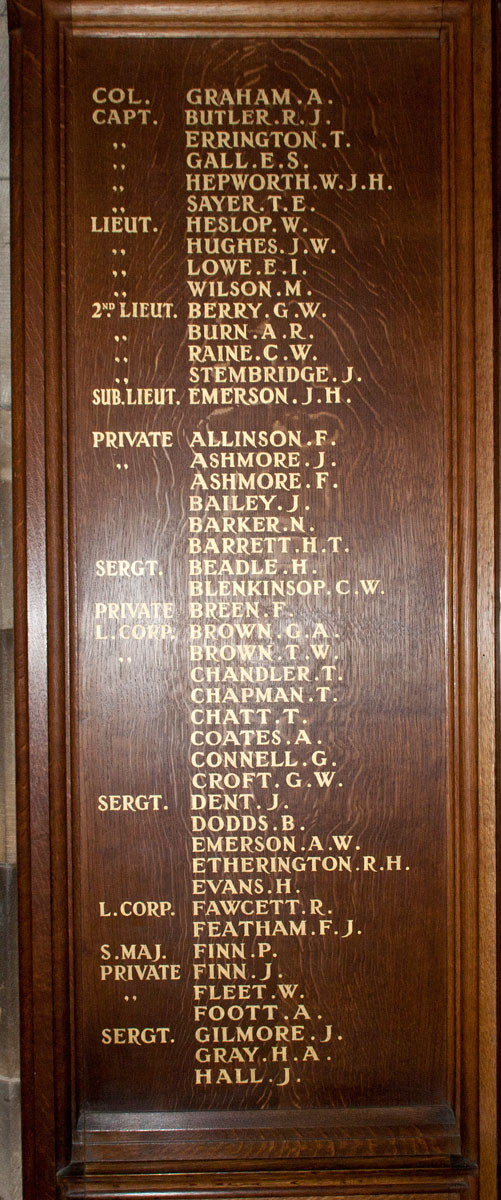 COL. GRAHAM.A.
CAPT. BUTLER.R.J.
,, ERRINGTON.T.
,, GALL.E.S.
,, HEPWORTH.W.J.H.
,, SAYER.T.E.
LIEUT. HESLOP.W.
,, HUGHES.J.W.
,, LOWE.E.I.
,, WILSON.M.
2ND LIEUT. BERRY.G.W.
,, BURN.A.R.
,, RAINE.C.W.
,, STEMBRIDGE.J.
SUB.LIEUT. EMERSON.J.H.
PRIVATE ALLINSON.F.
,, ASHMORE.J.
ASHMORE.F.
BAILEY.J.
BARKER.N.
BARRETT.H.T.
SERGT. BEADLE.H.
BLENKINSOP.C.W.
PRIVATE BREEN.F.
L.CORP. BROWN.G.A.
,, BROWN.T.W.
CHANDLER.T.
CHAPMAN.T.
CHATT.T.
COATES.A.
CONNELL.G.
CROFT.G.W.
SERGT. DENT.J.
DODDS.B.
EMERSON.A.W.
ETHERINGTON.R.H.
EVANS.H.
L.CORP. FAWCETT.R.
FEATHAM.F.J.
S.MAJ. FINN.P.
PRIVATE FINN.J.
,, FLEET.W.
FOOTT.A.
SERGT. GILMORE.J.
GRAY.H.A.
HALL.J.